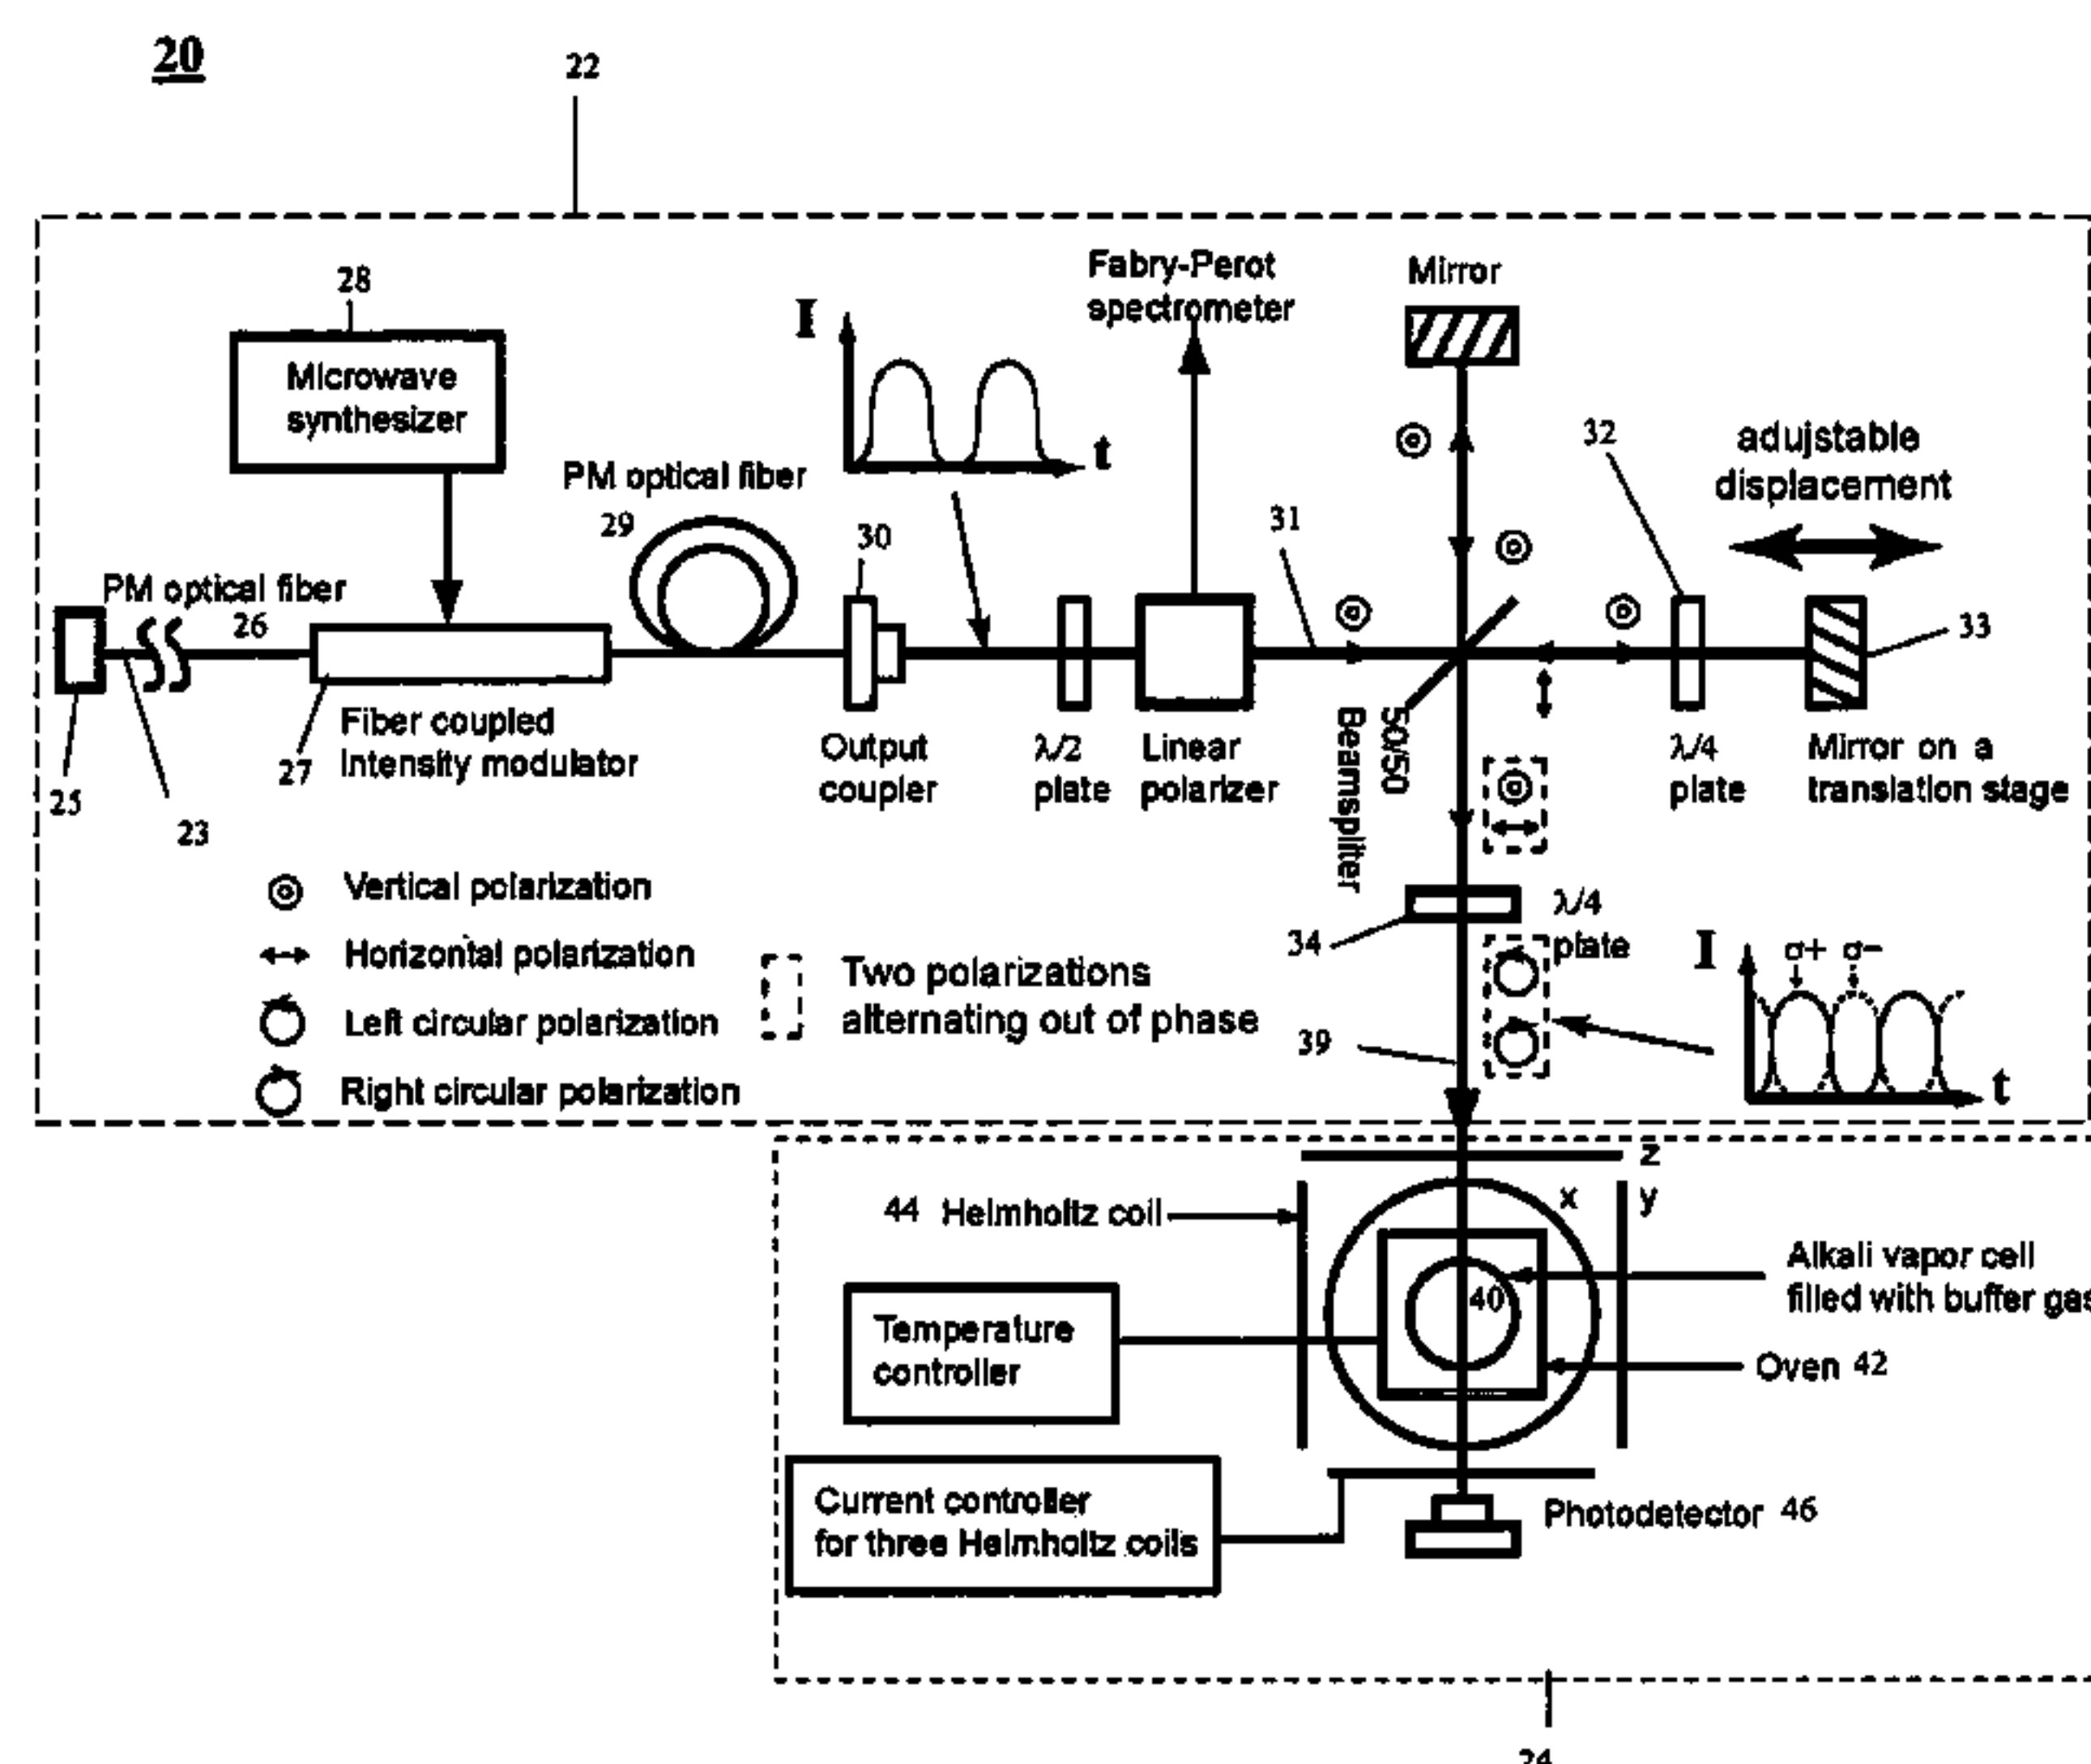 20
22
28
Microwave
synthesizer
I
t
Fabry-Perot
spectrometer
Mirror
32
adujstable
displacement
PM optical fiber
29
30
31
PM optical fiber
26
33
25
23
27
Fiber coupled
Intensity modulator
Output
coupler
λ/2
plate
Linear
polarizer
50/50
Beamspliter
λ/4
plate
Mirror on a
translation stage
Vertical polarization
Horizontal polarization
Left circular polarization
Right circular polarization
Two polarizations
alternating out of phase
34
λ/4
plate
39
I
σ+ σ−
t
z
x
y
44 Helmholtz coil
Alkali vapor cell
filled with buffer gas
40
Temperature
controller
Oven 42
Current controller
for three Helmholtz coils
Photodetector 46
24